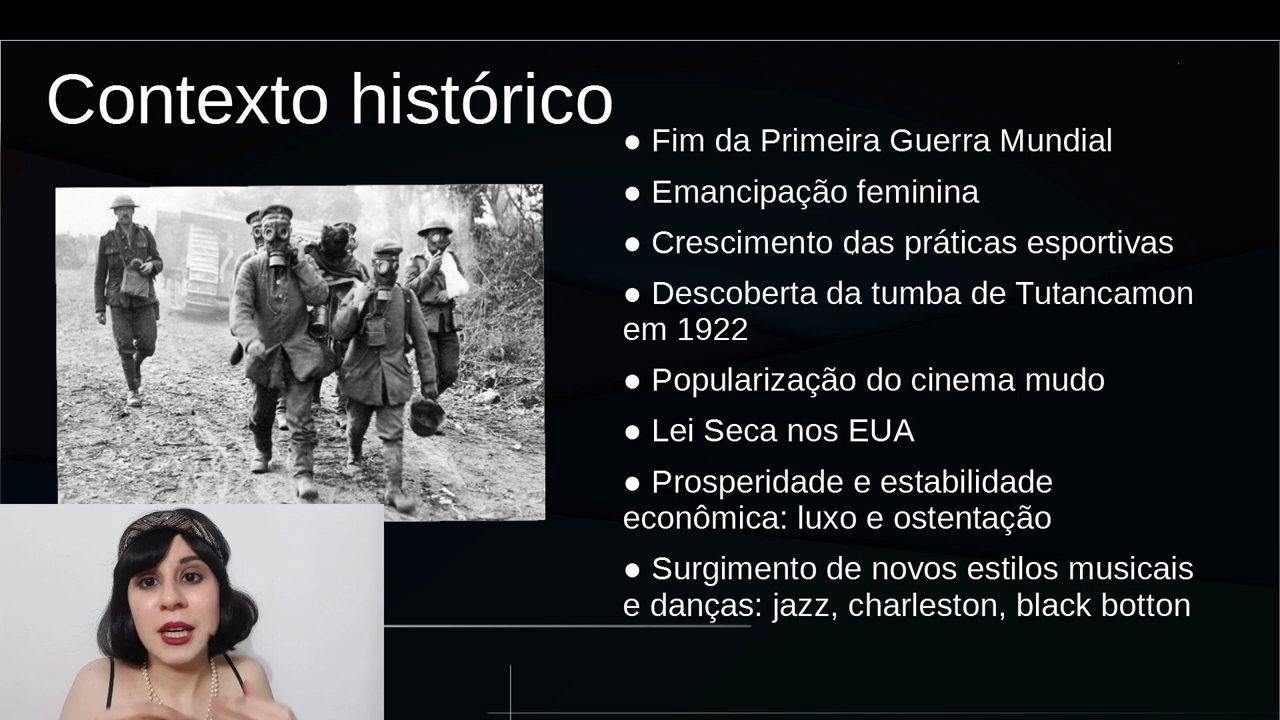 Contexto histórico
● Fim da Primeira Guerra Mundial
● Emancipação feminina
● Crescimento das práticas esportivas
● Descoberta da tumba de Tutancamon
em 1922
● Popularização do cinema mudo
● Lei Seca nos EUA
● Prosperidade e estabilidade
econômica: luxo e ostentação
● Surgimento de novos estilos musicais
e danças: jazz, charleston, black botton